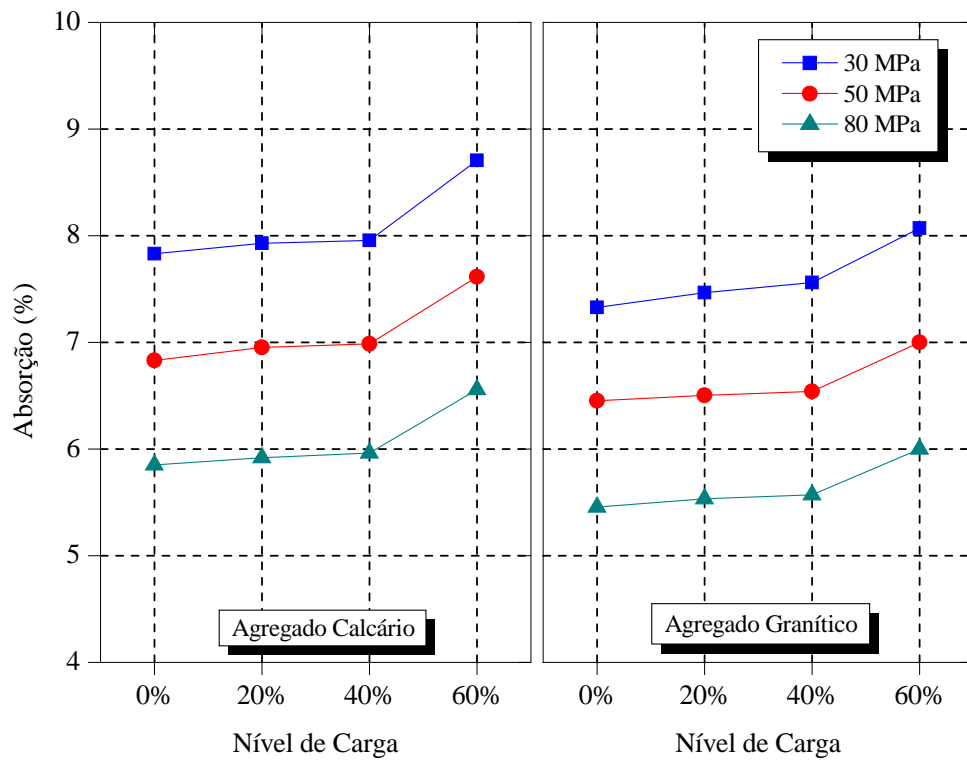 10
9
8
7
6
5
4
Absorção (%)
30 MPa
50 MPa
80 MPa
Agregado Calcário
Agregado Granítico
0%
20%
40%
60%
0%
20%
40%
60%
Nível de Carga
Nível de Carga